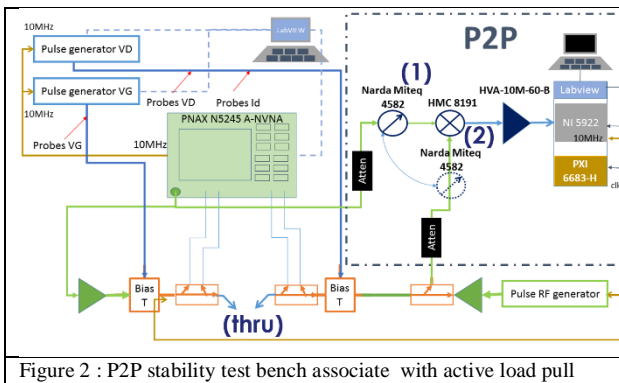 10MHz
Pulse generator VD
LabVIEW
P2P
Pulse generator VG
10MHz
Probes VD
Probes Id
Probes VG
PNAX N5245 A-NVNA
10MHz
(1)
Narda Miteq
4582
HMC 8191
HVA-10M-60-B
(2)
Labview
NI 5922
10MHz
PXI
6683-H
clk
Narda Miteq
4582
Atten
Atten
Bias
T
Bias
T
Pulse RF generator
(thru)
Figure 2 : P2P stability test bench associate with active load pull